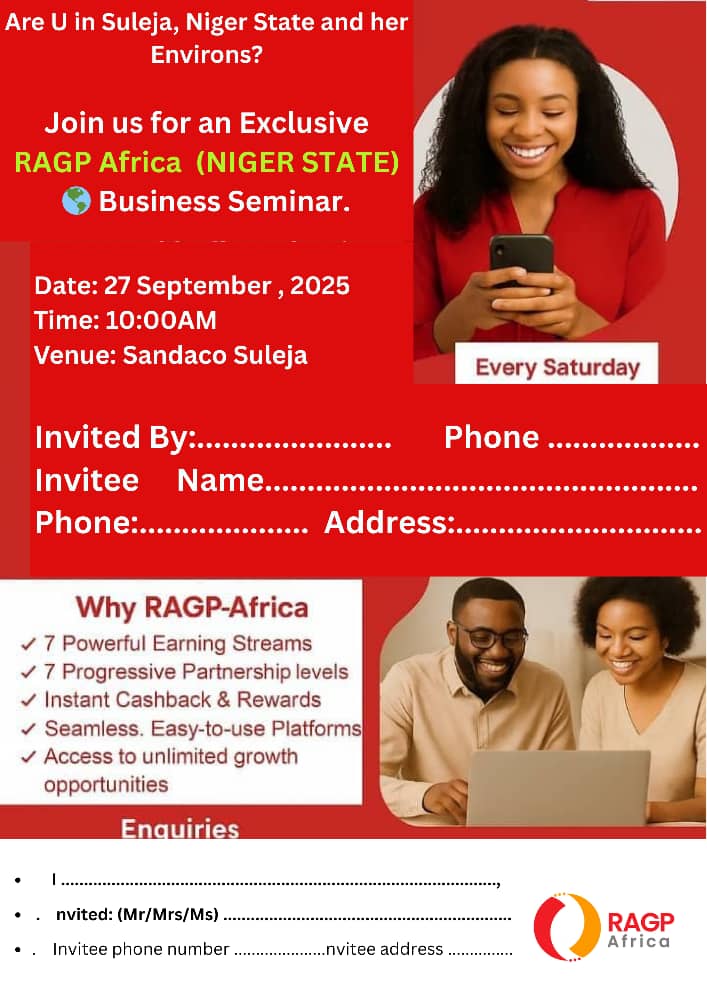 Are U in Suleja, Niger State and her
Environs?
Join us for an Exclusive
RAGP Africa (NIGER STATE)
🌎 Business Seminar.
Date: 27 September , 2025
Time: 10:00AM
Venue: Sandaco Suleja
Every Saturday
Invited By:....................... Phone ..................
Invitee Name...................................................
Phone:.................... Address:.............................
Why RAGP-Africa
✓ 7 Powerful Earning Streams
✓ 7 Progressive Partnership levels
✓ Instant Cashback & Rewards
✓ Seamless. Easy-to-use Platforms
✓ Access to unlimited growth
opportunities
Enquiries
• I ........................................................................................................,
• . nvited: (Mr/Mrs/Ms) .....................................................................
• . Invitee phone number ......................nvitee address ...............
RAGP
Africa